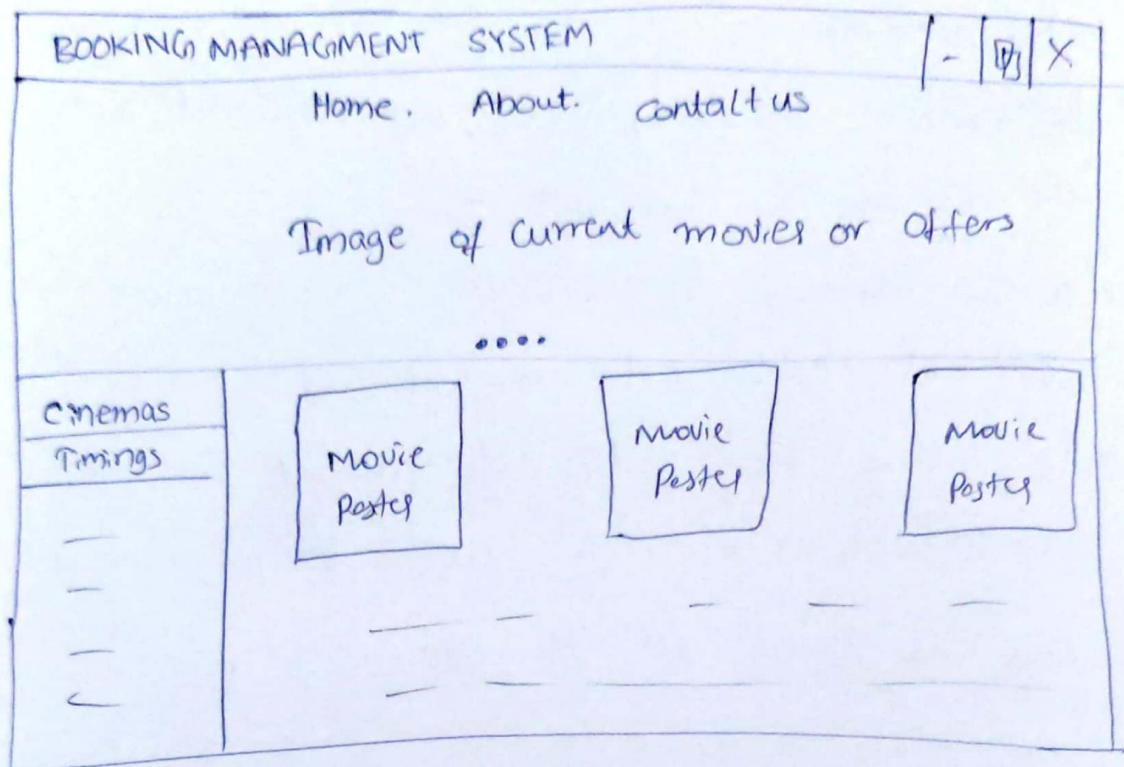 BOOKING MANAGMENT SYSTEM - X
Home. About. contalt us
Image of current movies or Offers
....
Cinemas
Timings
Movie
Poster
Movie
Poster
Movie
Poster